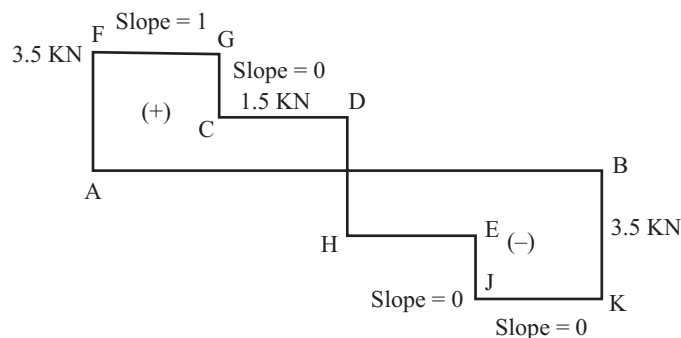 Slope = 1
F
G
3.5 KN
Slope = 0
1.5 KN
D
(+)
C
A
B
H
E
(–)
3.5 KN
J
Slope = 0
K
Slope = 0